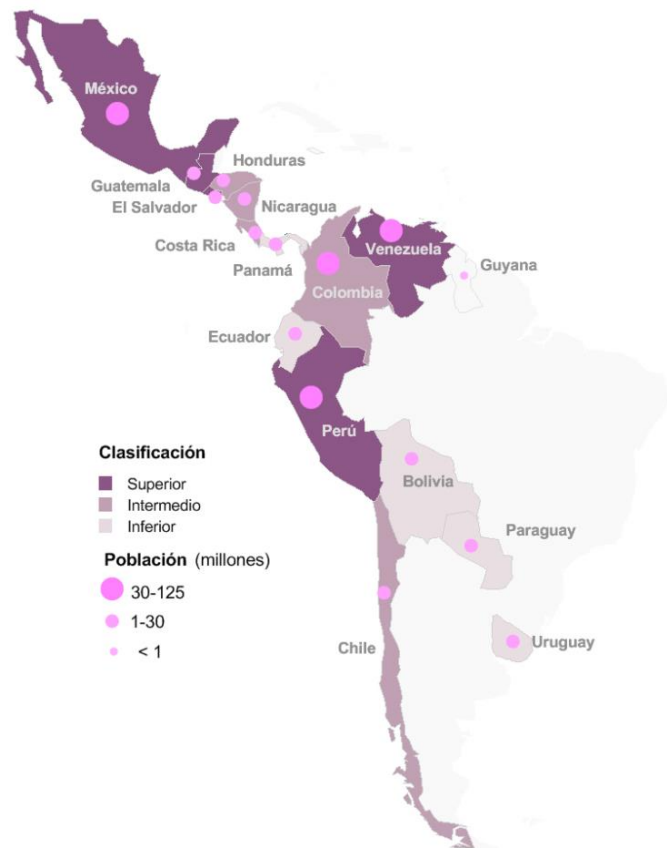 México
Honduras
Guatemala
El Salvador
Nicaragua
Costa Rica
Venezuela
Panamá
Guyana
Colombia
Ecuador
Perú
Clasificación
Superior
Intermedio
Inferior
Bolivia
Paraguay
Población (millones)
30-125
1-30
< 1
Chile
Uruguay